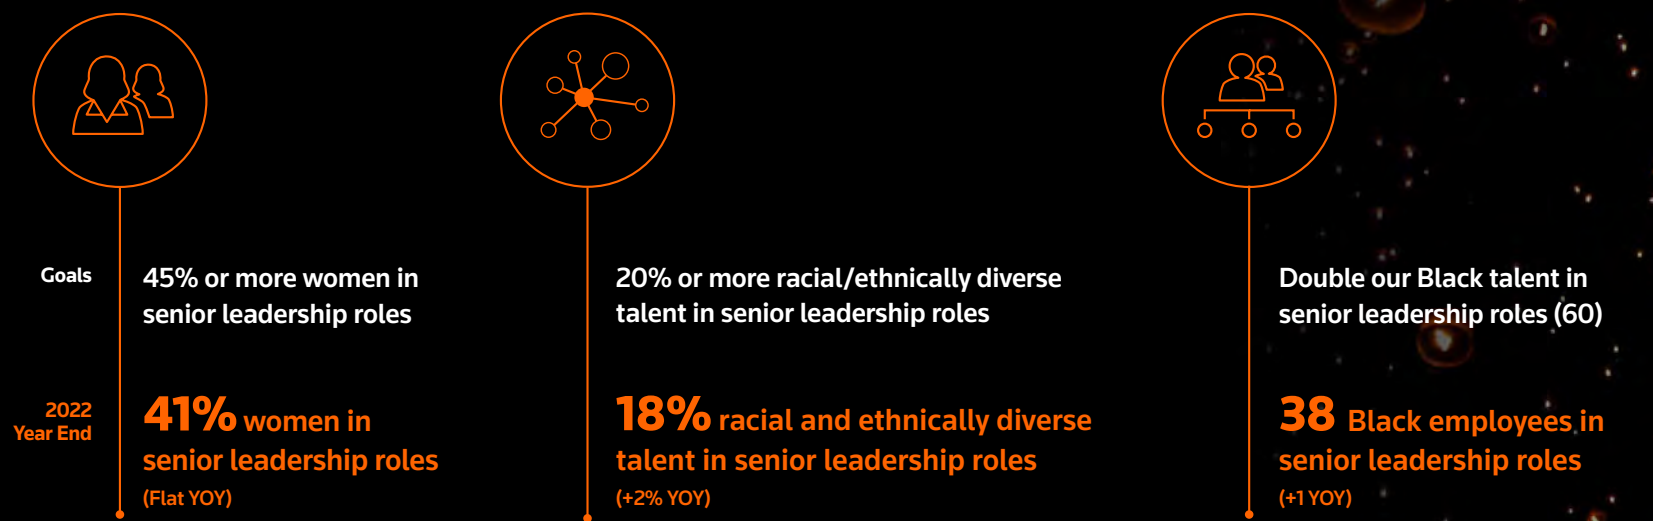 Goals
45% or more women in
senior leadership roles
20% or more racial/ethnically diverse
talent in senior leadership roles
Double our Black talent in
senior leadership roles (60)
2022
Year End
41% women in
senior leadership roles
(Flat YOY)
18% racial and ethnically diverse
talent in senior leadership roles
(+2% YOY)
38 Black employees in
senior leadership roles
(+1 YOY)